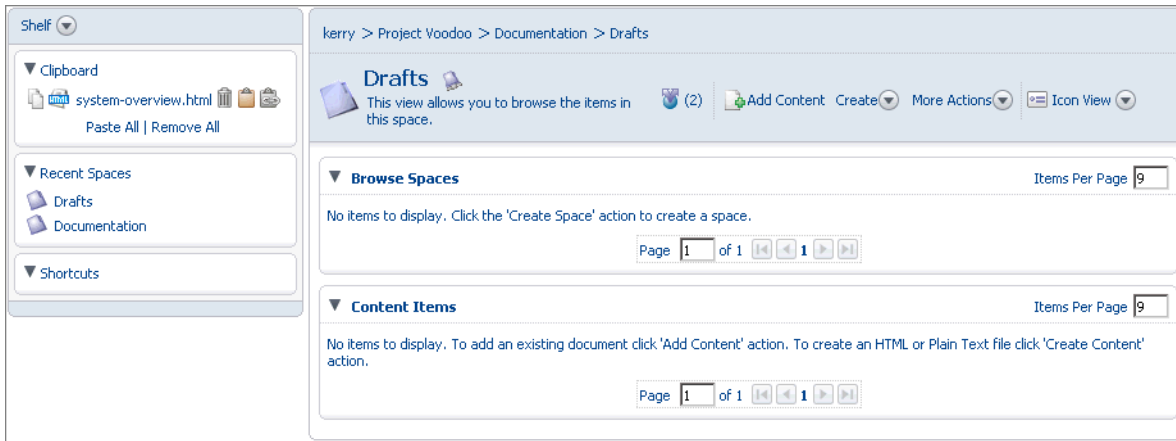 Shelf
Clipboard
HTML system-overview.html
Paste All | Remove All
Recent Spaces
Drafts
Documentation
Shortcuts
kerry > Project Voodoo > Documentation > Drafts
Drafts
This view allows you to browse the items in
this space.
(2) Add Content Create More Actions Icon View
Browse Spaces Items Per Page 9
No items to display. Click the 'Create Space' action to create a space.
Page 1 of 1 1
Content Items Items Per Page 9
No items to display. To add an existing document click 'Add Content' action. To create an HTML or Plain Text file click 'Create Content'
action.
Page 1 of 1 1